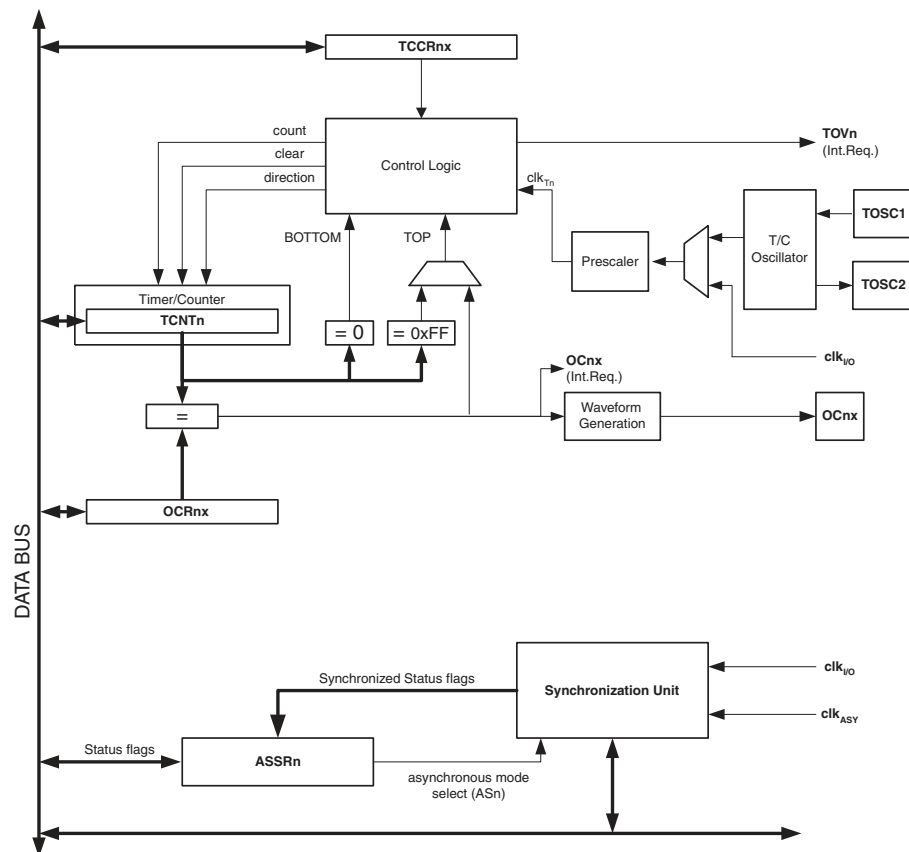 TCCRnx
count
clear
direction
Control Logic
TOVn
(Int.Req.)
clkTn
BOTTOM
TOP
TOSC1
T/C
Oscillator
Prescaler
TOSC2
Timer/Counter
TCNTn
= 0
= 0xFF
clkI/O
OCnx
(Int.Req.)
=
Waveform
Generation
OCnx
OCRnx
DATA BUS
Synchronized Status flags
Synchronization Unit
clkI/O
clkASY
Status flags
ASSRn
asynchronous mode
select (ASn)